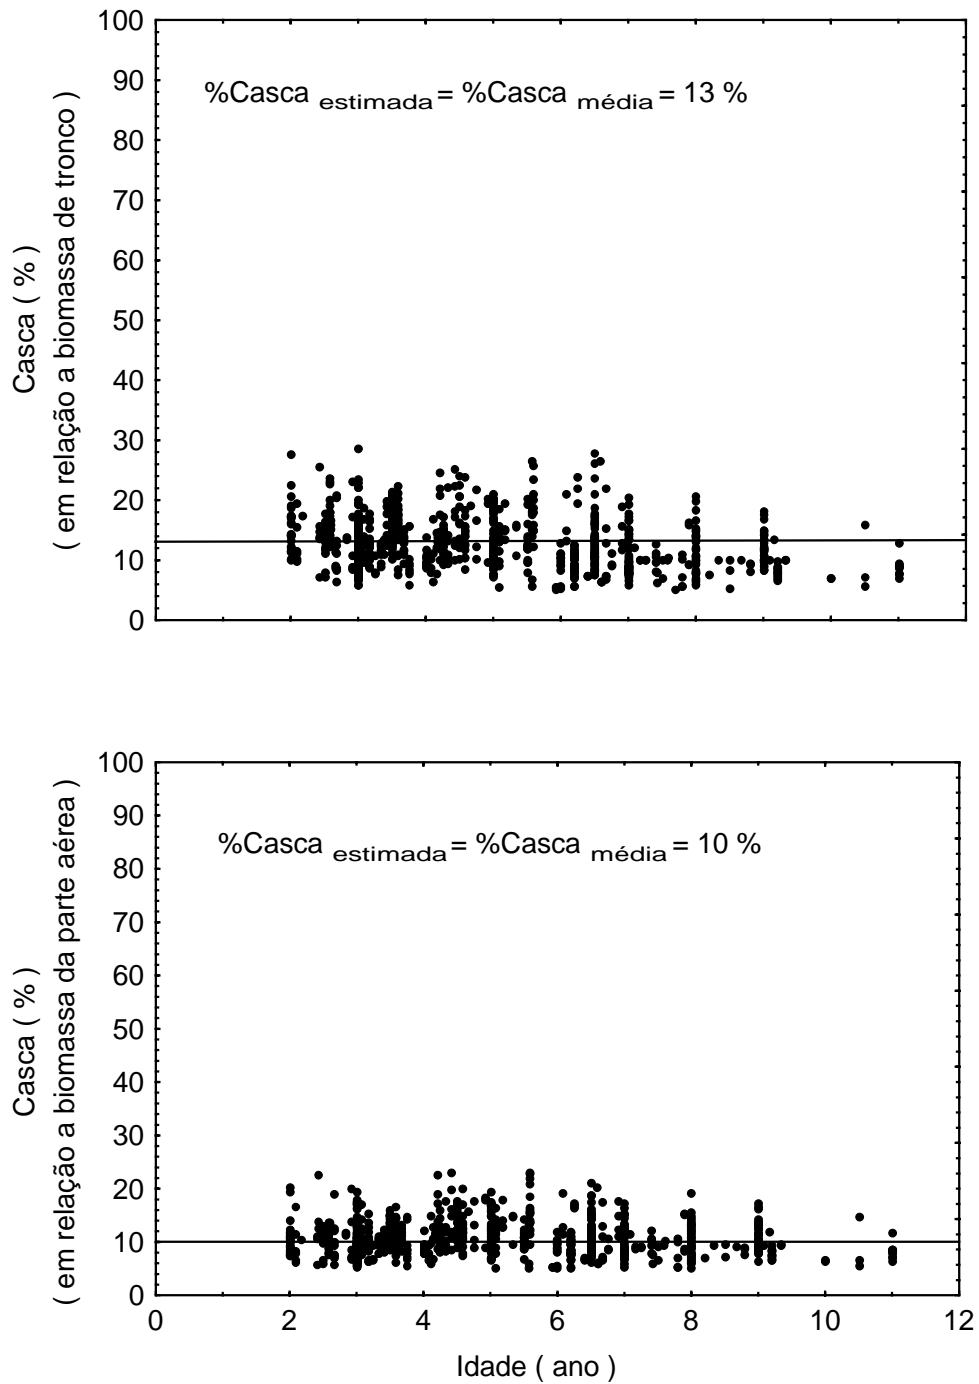 100
90
80
70
60
50
40
30
20
10
0
Casca ( % )
( em relação a biomassa de tronco )
%Casca estimada = %Casca média = 13 %
100
90
80
70
60
50
40
30
20
10
0
Casca ( % )
( em relação a biomassa da parte aérea )
%Casca estimada = %Casca média = 10 %
0 2 4 6 8 10 12
Idade ( ano )